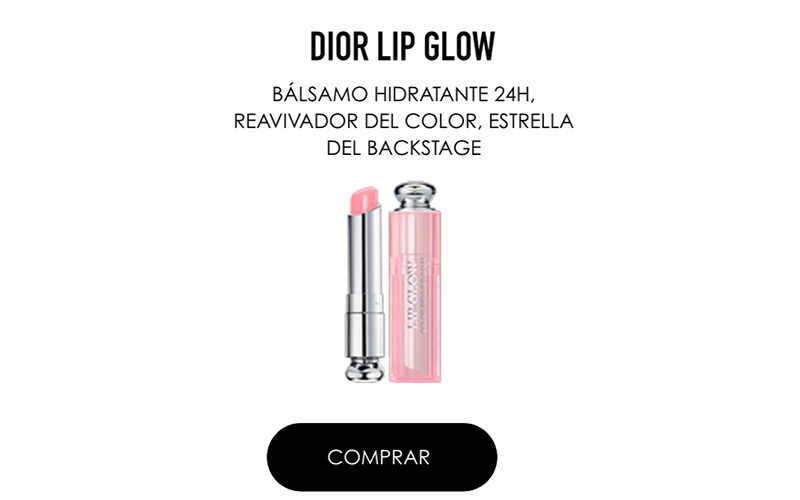 DIOR LIP GLOW
BÁLSAMO HIDRATANTE 24H,
REAVIVADOR DEL COLOR, ESTRELLA
DEL BACKSTAGE
LIP GLOW
COMPRAR